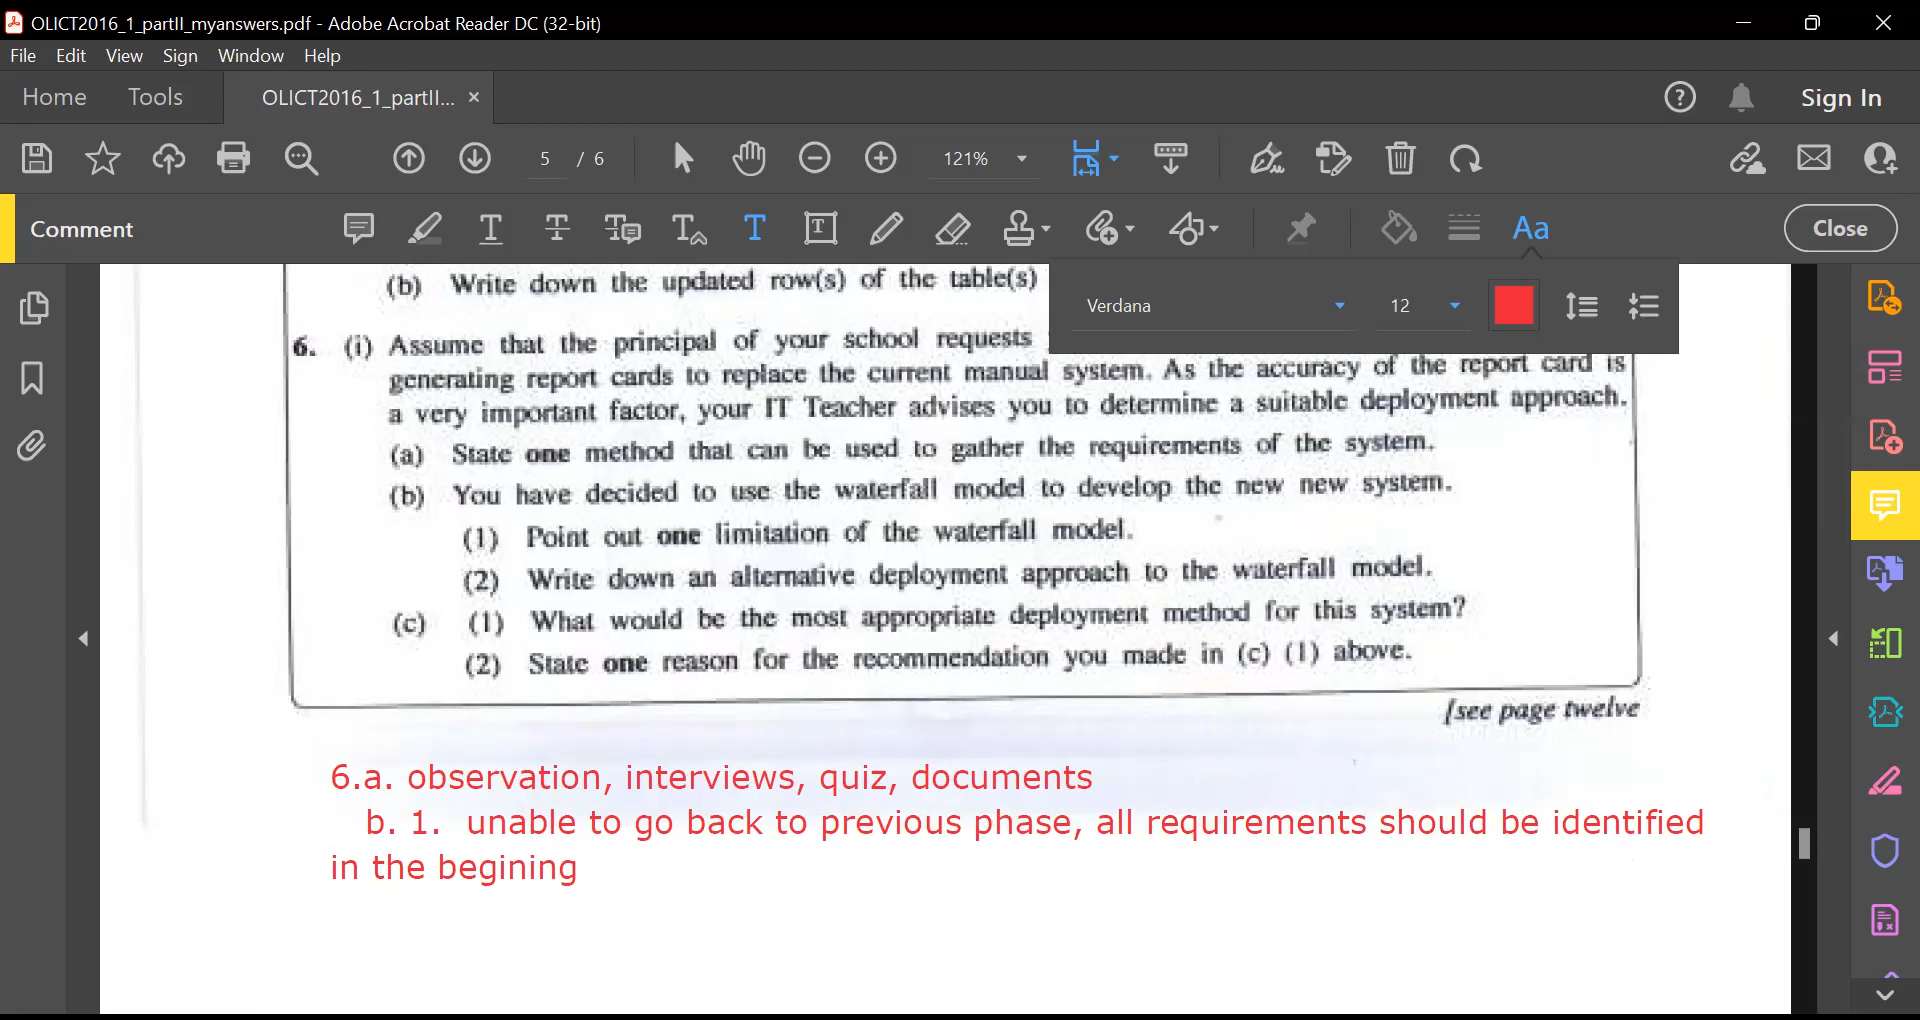 OLICT2016_1_partII_myanswers.pdf - Adobe Acrobat Reader DC (32-bit)
File Edit View Sign Window Help
Home Tools OLICT2016_1_partII... × Sign In
5 / 6 121%
Comment Close
Verdana 12
(b) Write down the updated row(s) of the table(s)
6. (i) Assume that the principal of your school requests
generating report cards to replace the current manual system. As the accuracy of the report card is
a very important factor, your IT Teacher advises you to determine a suitable deployment approach.
(a) State one method that can be used to gather the requirements of the system.
(b) You have decided to use the waterfall model to develop the new new system.
(1) Point out one limitation of the waterfall model.
(2) Write down an alternative deployment approach to the waterfall model.
(c) (1) What would be the most appropriate deployment method for this system?
(2) State one reason for the recommendation you made in (c) (1) above.
[see page twelve
6.a. observation, interviews, quiz, documents
b. 1. unable to go back to previous phase, all requirements should be identified
in the begining